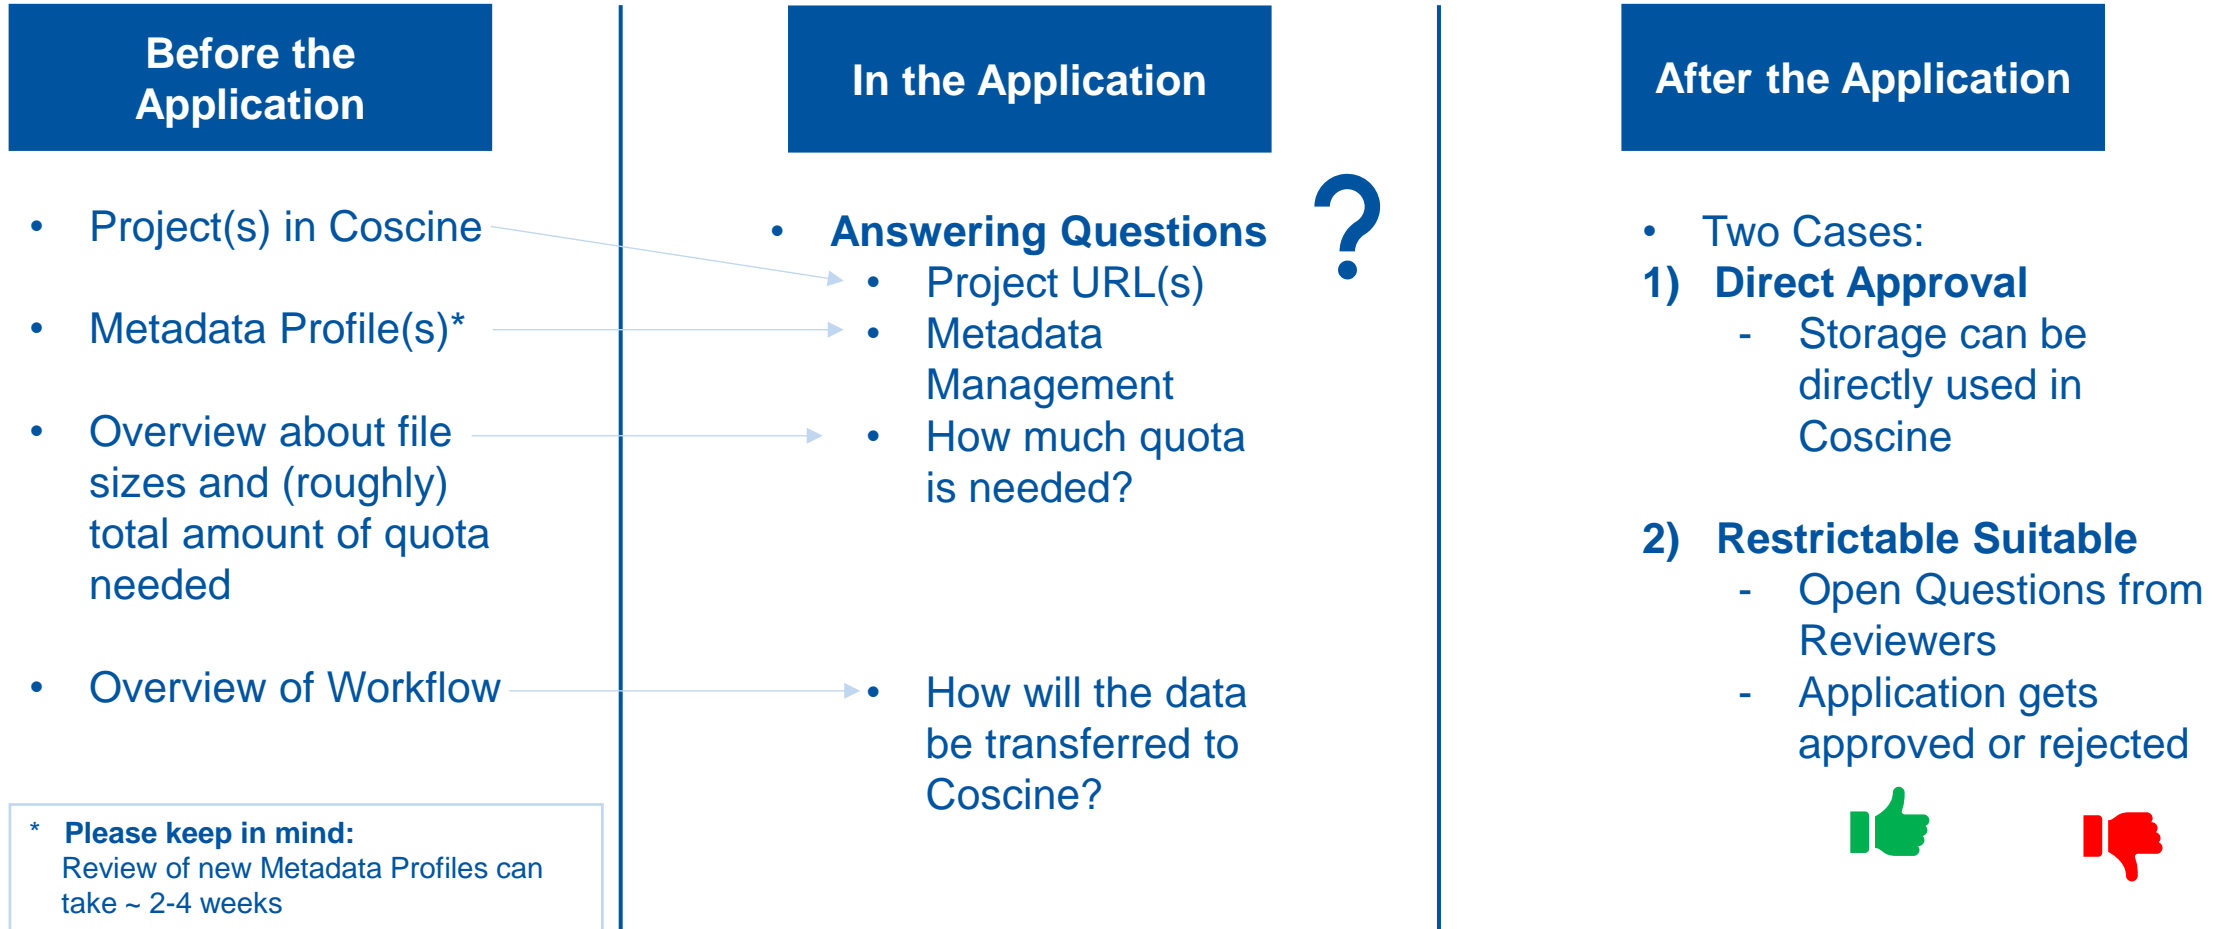 Before the
Application
• Project(s) in Coscine
• Metadata Profile(s)*
• Overview about file
sizes and (roughly)
total amount of quota
needed
• Overview of Workflow
* Please keep in mind:
Review of new Metadata Profiles can
take ~ 2-4 weeks
In the Application
• Answering Questions
?
• Project URL(s)
• Metadata
Management
• How much quota
is needed?
• How will the data
be transferred to
Coscine?
After the Application
• Two Cases:
1) Direct Approval
- Storage can be
directly used in
Coscine
2) Restrictable Suitable
- Open Questions from
Reviewers
- Application gets
approved or rejected